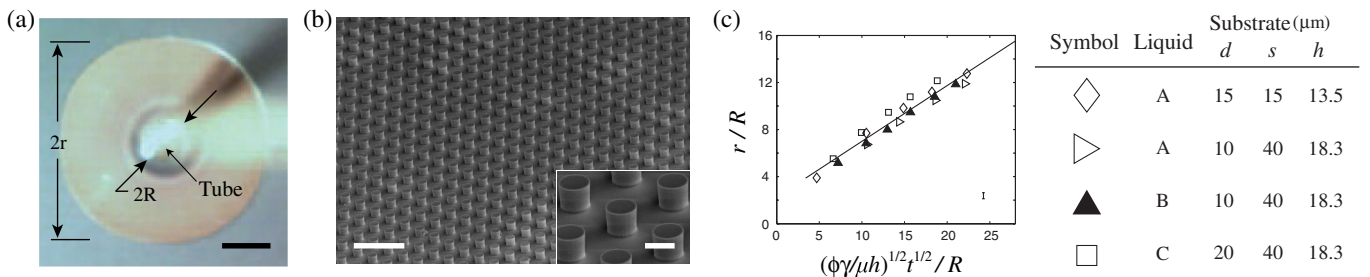 (a)
2r
2R
Tube
(b)
(c)
r / R
16
12
8
4
0
0
5
10
15
20
25
(ϕγ/μh)^{1/2} t^{1/2} / R
Symbol Liquid Substrate (μm)
d s h
A 15 15 13.5
A 10 40 18.3
B 10 40 18.3
C 20 40 18.3